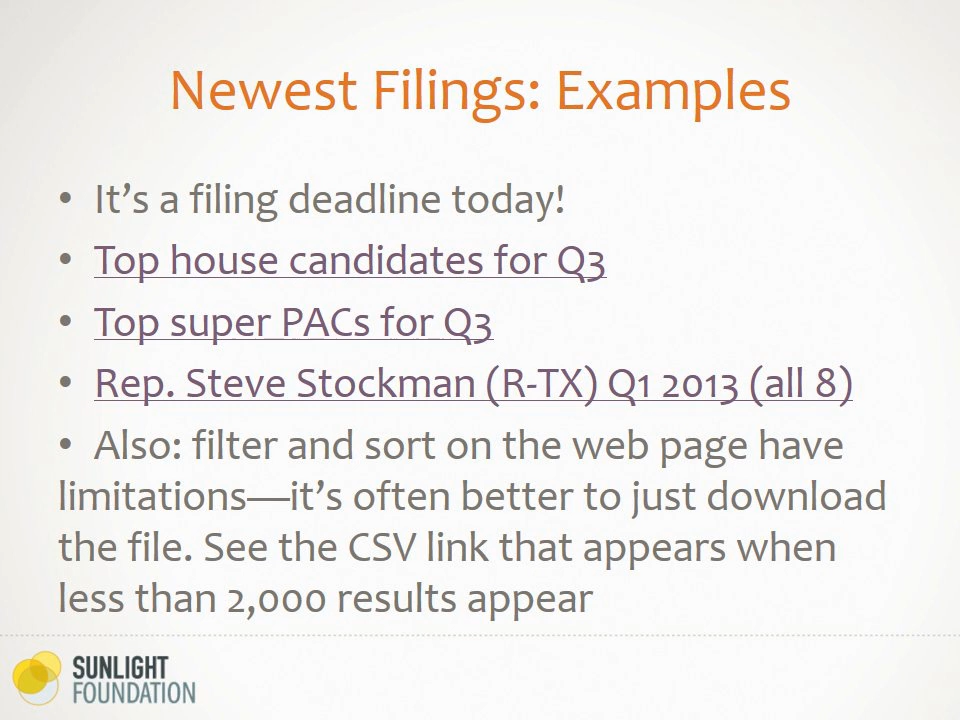 Newest Filings: Examples
• It’s a filing deadline today!
• Top house candidates for Q3
• Top super PACs for Q3
• Rep. Steve Stockman (R-TX) Q1 2013 (all 8)
• Also: filter and sort on the web page have
limitations—it’s often better to just download
the file. See the CSV link that appears when
less than 2,000 results appear
SUNLIGHT
FOUNDATION